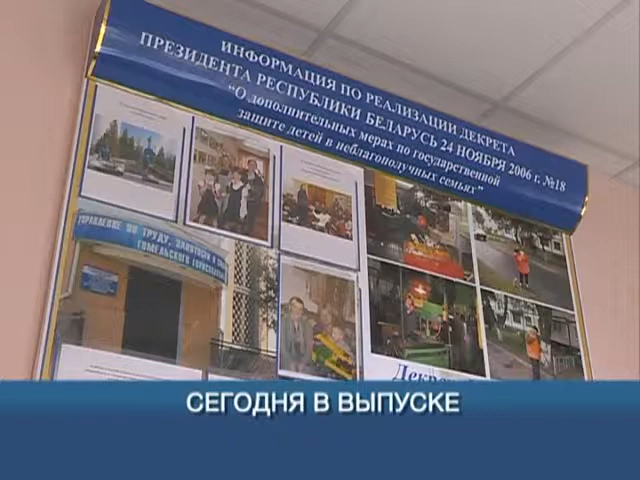 ИНФОРМАЦИЯ ПО РЕАЛИЗАЦИИ ДЕКРЕТА
ПРЕЗИДЕНТА РЕСПУБЛИКИ БЕЛАРУСЬ 24 НОЯБРЯ 2006 г. №18
“О дополнительных мерах по государственной
защите детей в неблагополучных семьях”
УПРАВЛЕНИЕ ПО ТРУДУ, ЗАНЯТОСТИ И
ГОМЕЛЬСКОГО
СЕГОДНЯ В ВЫПУСКЕ